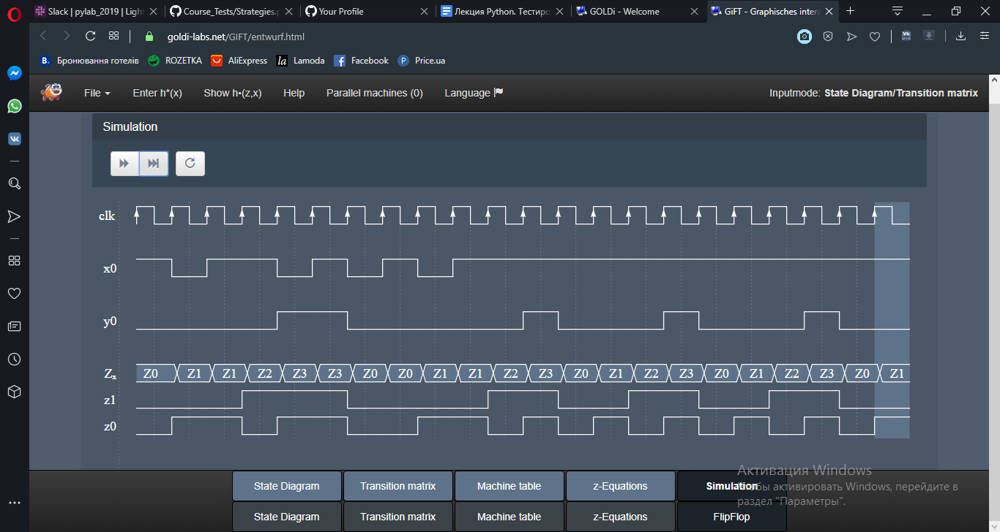 Slack | pylab_2019 | Light
Course_Tests/Strategies.p
Your Profile
Лекция Python. Тестиро
GOLDi - Welcome
GiFT - Graphisches intera
goldi-labs.net/GIFT/entwurf.html
B. Бронювання готелів ROZETKA AliExpress la Lamoda Facebook P Price.ua
File Enter h*(x) Show h•(z,x) Help Parallel machines (0) Language Inputmode: State Diagram/Transition matrix
Simulation
clk
x0
y0
Zx Z0 Z1 Z1 Z2 Z3 Z3 Z0 Z0 Z1 Z1 Z2 Z3 Z0 Z1 Z2 Z3 Z0 Z1 Z2 Z3 Z0 Z1
z1
z0
State Diagram Transition matrix Machine table z-Equations Simulation
State Diagram Transition matrix Machine table z-Equations FlipFlop
Активация Windows
Чтобы активировать Windows, перейдите в
раздел "Параметры".